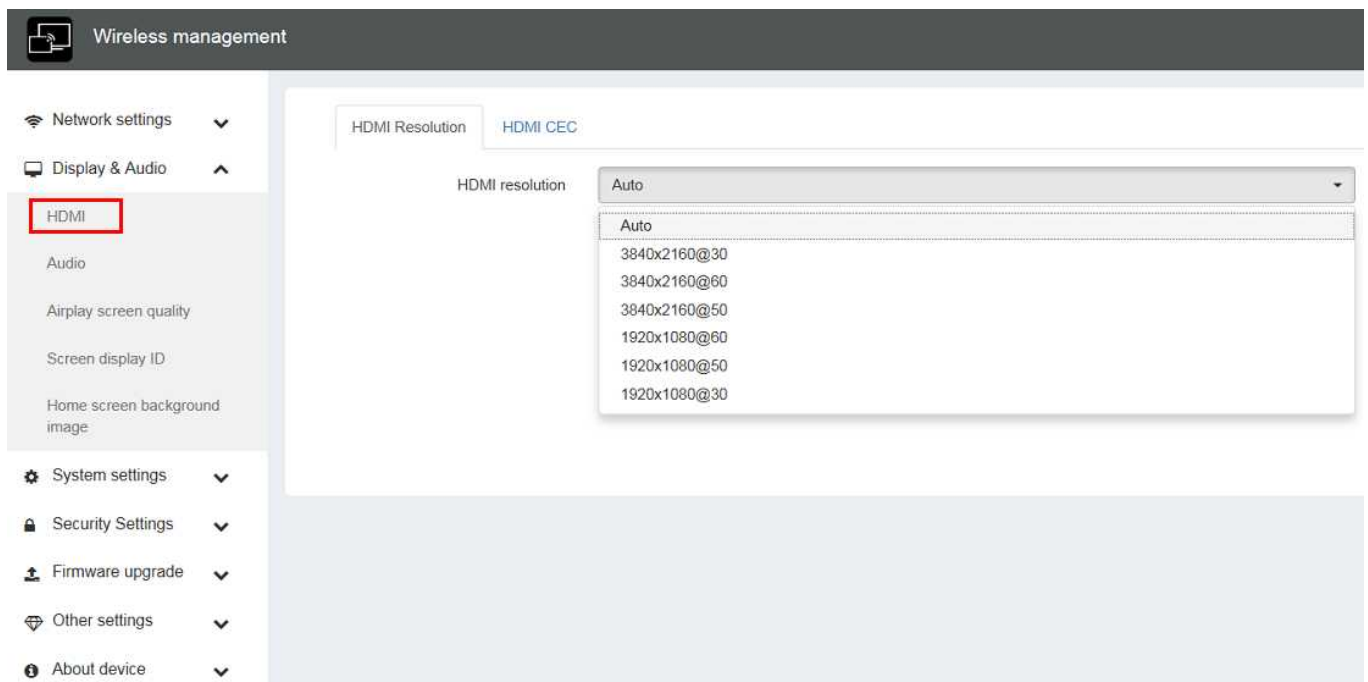 Wireless management
Network settings
Display & Audio
HDMI
Audio
Airplay screen quality
Screen display ID
Home screen background
image
System settings
Security Settings
Firmware upgrade
Other settings
About device
HDMI Resolution HDMI CEC
HDMI resolution Auto
Auto
3840x2160@30
3840x2160@60
3840x2160@50
1920x1080@60
1920x1080@50
1920x1080@30